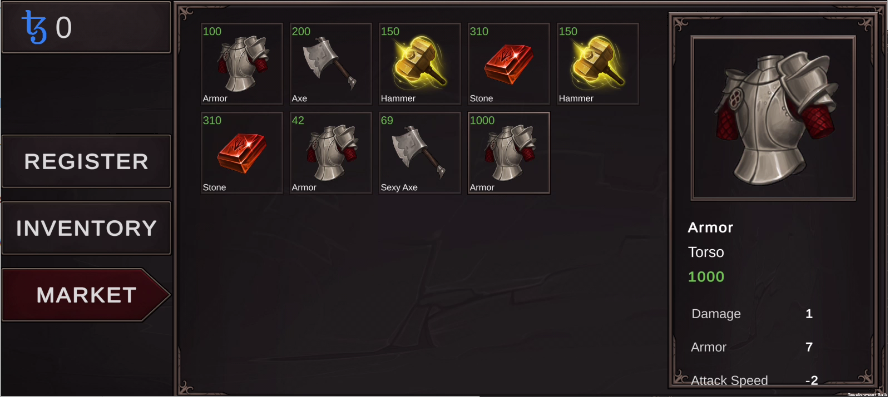 0
REGISTER
INVENTORY
MARKET
100
Armor
200
Axe
150
Hammer
310
Stone
150
Hammer
310
Stone
42
Armor
69
Sexy Axe
1000
Armor
Armor
Torso
1000
Damage 1
Armor 7
Attack Speed -2